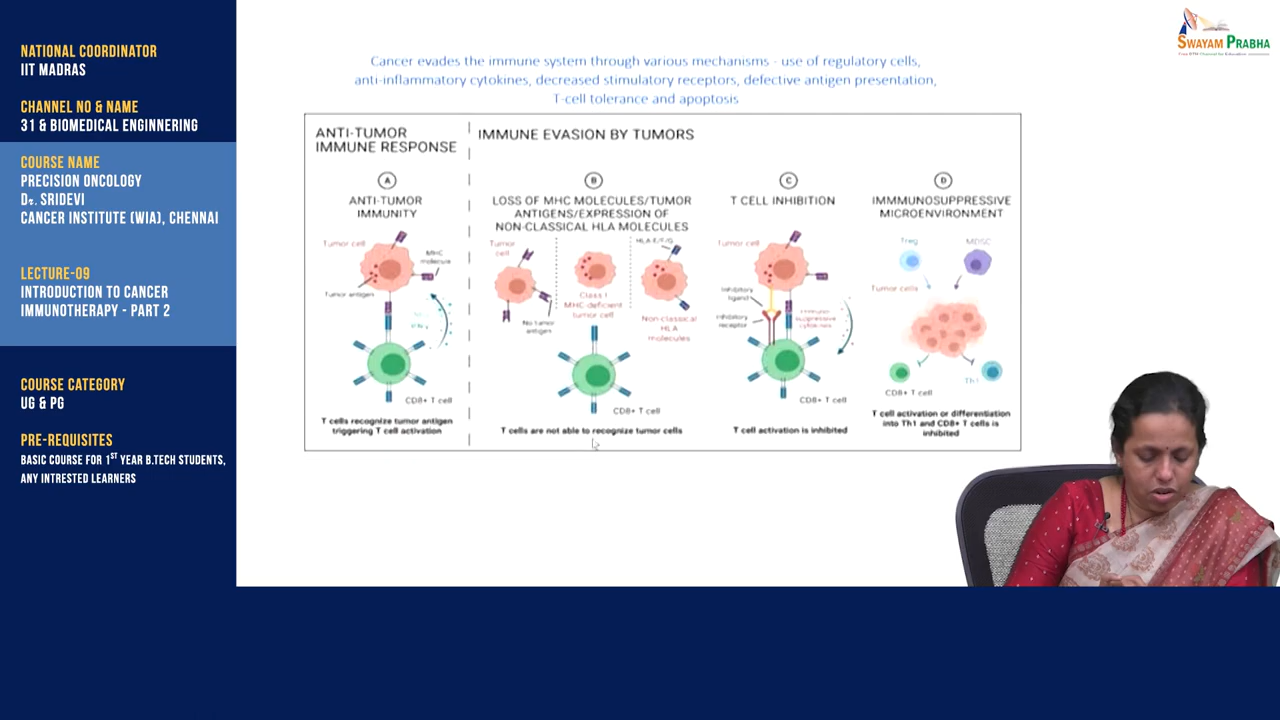 NATIONAL COORDINATOR
IIT MADRAS
CHANNEL NO & NAME
31 & BIOMEDICAL ENGINNERING
COURSE NAME
PRECISION ONCOLOGY
Dr. SRIDEVI
CANCER INSTITUTE (WIA), CHENNAI
LECTURE-09
INTRODUCTION TO CANCER
IMMUNOTHERAPY - PART 2
COURSE CATEGORY
UG & PG
PRE-REQUISITES
BASIC COURSE FOR 1ST YEAR B.TECH STUDENTS,
ANY INTRESTED LEARNERS
SWAYAM PRABHA
Cancer evades the immune system through various mechanisms - use of regulatory cells,
anti-inflammatory cytokines, decreased stimulatory receptors, defective antigen presentation,
T-cell tolerance and apoptosis
ANTI-TUMOR
IMMUNE RESPONSE
IMMUNE EVASION BY TUMORS
A
ANTI-TUMOR
IMMUNITY
Tumor cell
MHC
molecule
Tumor antigen
CD8+ T cell
T cells recognize tumor antigen
triggering T cell activation
B
LOSS OF MHC MOLECULES/TUMOR
ANTIGENS/EXPRESSION OF
NON-CLASSICAL HLA MOLECULES
Tumor
cell
HLA E/F/G
Class I
MHC-deficient
tumor cell
No tumor
antigen
Non-classical
HLA
molecules
CD8+ T cell
T cells are not able to recognize tumor cells
C
T CELL INHIBITION
Tumor cell
Inhibitory
ligand
Inhibitory
receptor
CD8+ T cell
T cell activation is inhibited
D
IMMMUNOSUPPRESSIVE
MICROENVIRONMENT
Treg
MDSC
Tumor cells
CD8+ T cell
Th1
T cell activation or differentiation
into Th1 and CD8+ T cells is
inhibited